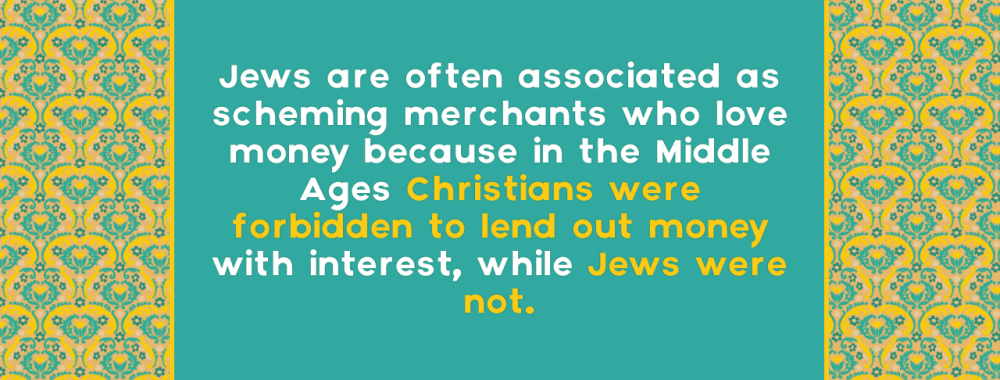 Jews are often associated as
scheming merchants who love
money because in the Middle
Ages Christians were
forbidden to lend out money
with interest, while Jews were
not.